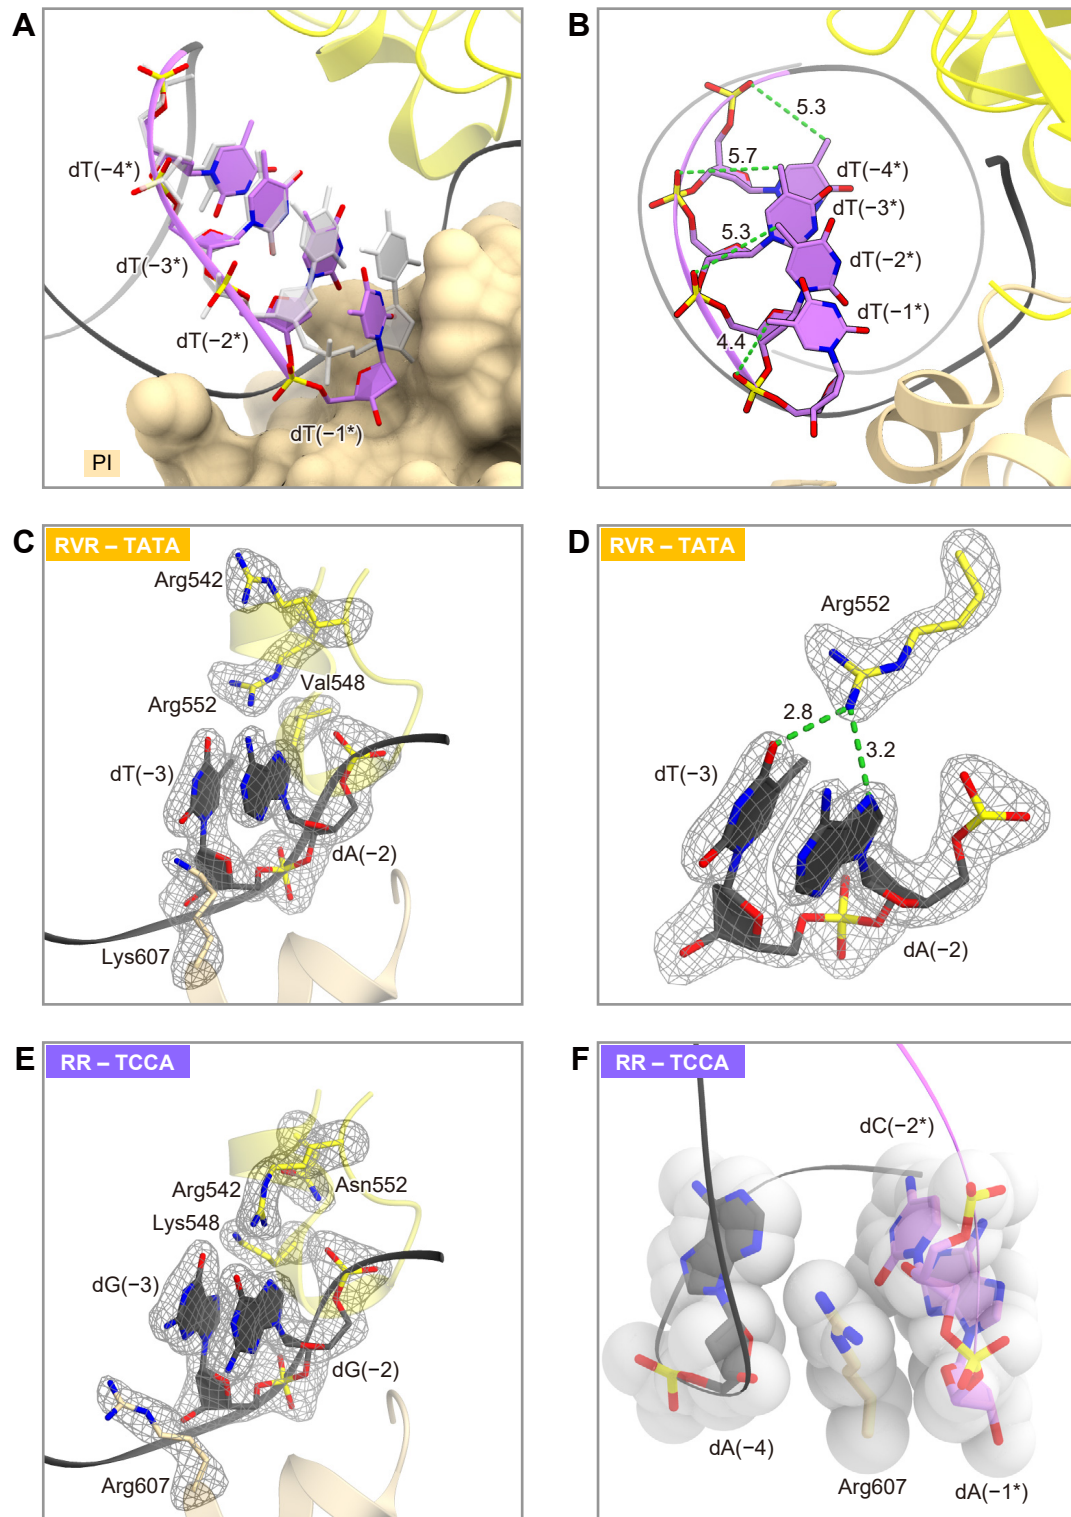 A
dT(−4*)
dT(−3*)
dT(−2*)
dT(−1*)
PI
B
5.3
5.7
dT(−4*)
dT(−3*)
5.3
dT(−2*)
dT(−1*)
4.4
C
RVR – TATA
Arg542
Val548
Arg552
dT(−3)
dA(−2)
Lys607
D
RVR – TATA
Arg552
2.8
3.2
dT(−3)
dA(−2)
E
RR – TCCA
Arg542
Asn552
Lys548
dG(−3)
dG(−2)
Arg607
F
RR – TCCA
dC(−2*)
dA(−4)
Arg607
dA(−1*)